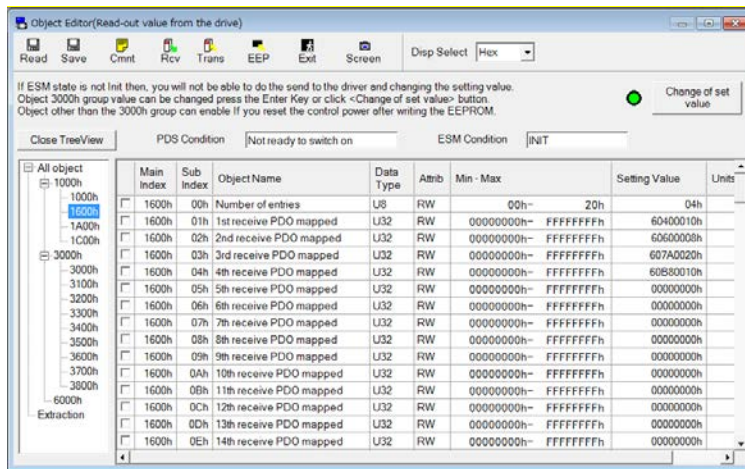 Object Editor(Read-out value from the drive)
Read Save Cmnt Rcv Trans EEP Exit Screen Disp Select Hex
If ESM state is not Init then, you will not be able to do the send to the driver and changing the setting value.
Object 3000h group value can be changed press the Enter Key or click <Change of set value> button.
Object other than the 3000h group can enable If you reset the control power after writing the EEPROM.
Change of set
value
Close TreeView PDS Condition Not ready to switch on ESM Condition INIT
All object
1000h
1000h
1600h
1A00h
1C00h
3000h
3000h
3100h
3200h
3300h
3400h
3500h
3600h
3700h
3800h
6000h
Extraction
Main Index Sub Index Object Name Data Type Attrib Min - Max Setting Value Units
1600h 00h Number of entries U8 RW 00h- 20h 04h
1600h 01h 1st receive PDO mapped U32 RW 00000000h- FFFFFFFFh 60400010h
1600h 02h 2nd receive PDO mapped U32 RW 00000000h- FFFFFFFFh 60600008h
1600h 03h 3rd receive PDO mapped U32 RW 00000000h- FFFFFFFFh 607A0020h
1600h 04h 4th receive PDO mapped U32 RW 00000000h- FFFFFFFFh 60B80010h
1600h 05h 5th receive PDO mapped U32 RW 00000000h- FFFFFFFFh 00000000h
1600h 06h 6th receive PDO mapped U32 RW 00000000h- FFFFFFFFh 00000000h
1600h 07h 7th receive PDO mapped U32 RW 00000000h- FFFFFFFFh 00000000h
1600h 08h 8th receive PDO mapped U32 RW 00000000h- FFFFFFFFh 00000000h
1600h 09h 9th receive PDO mapped U32 RW 00000000h- FFFFFFFFh 00000000h
1600h 0Ah 10th receive PDO mapped U32 RW 00000000h- FFFFFFFFh 00000000h
1600h 0Bh 11th receive PDO mapped U32 RW 00000000h- FFFFFFFFh 00000000h
1600h 0Ch 12th receive PDO mapped U32 RW 00000000h- FFFFFFFFh 00000000h
1600h 0Dh 13th receive PDO mapped U32 RW 00000000h- FFFFFFFFh 00000000h
1600h 0Eh 14th receive PDO mapped U32 RW 00000000h- FFFFFFFFh 00000000h